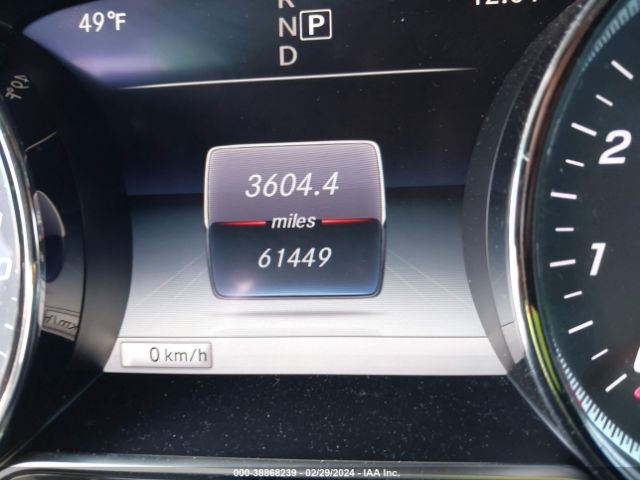 49°F
N P
D
3604.4
miles
61449
0 km/h
2
1
000-38868239 - 02/29/2024 - IAA Inc.